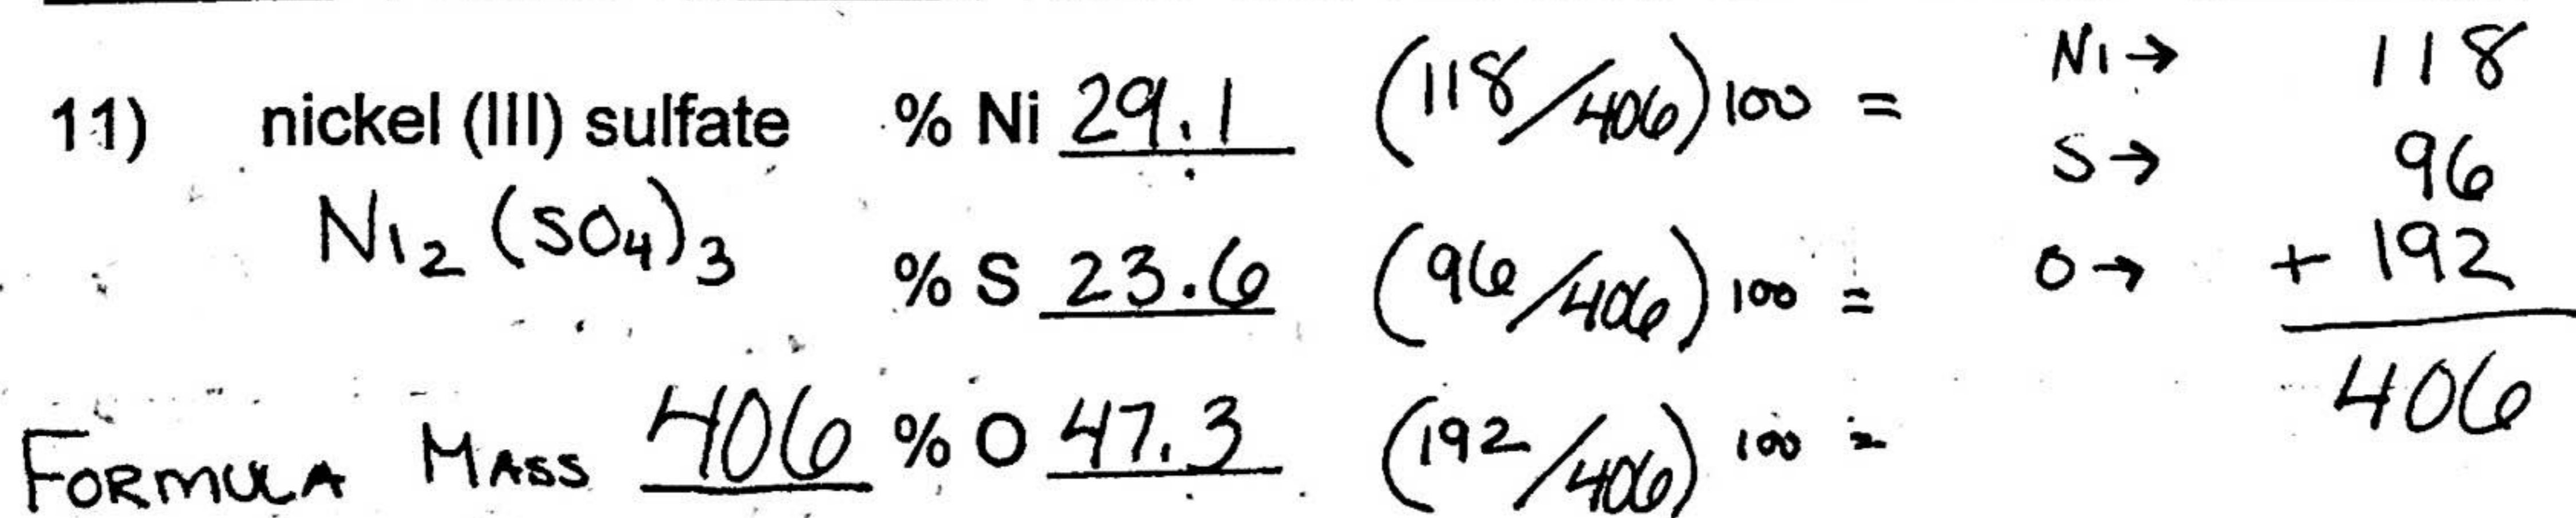 11) nickel (III) sulfate % Ni 29.1 (118/406)100 = Ni → 118
Ni₂(SO₄)₃ % S 23.6 (96/406)100 = S → 96
O → + 192
FORMULA MASS 406 % O 47.3 (192/406)100 = 406